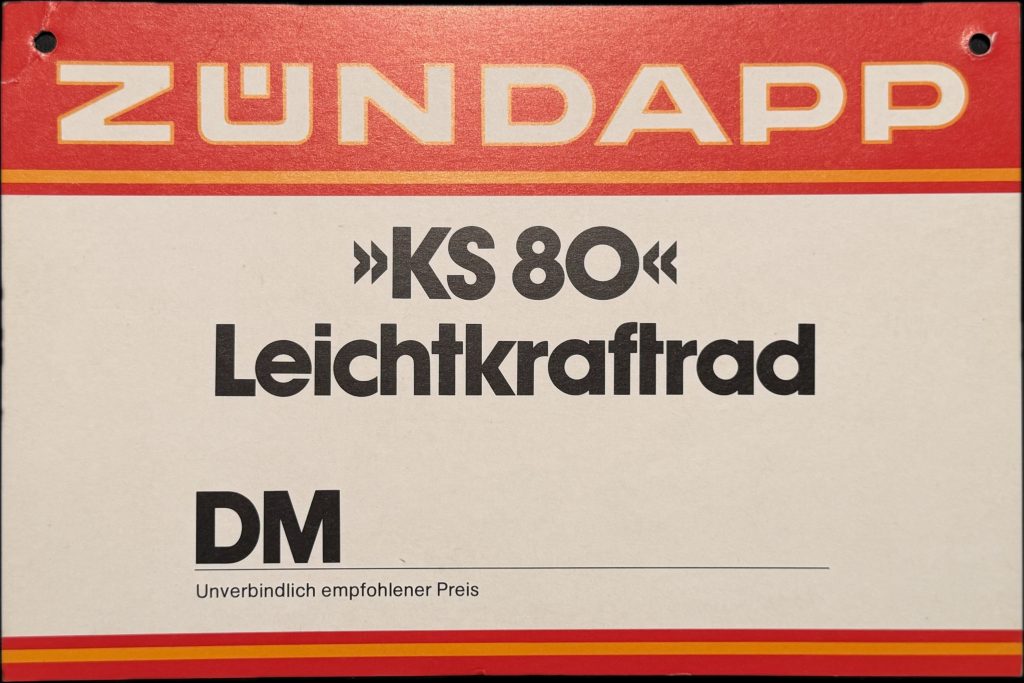 ZÜNDAPP
»KS 80«
Leichtkraftrad
DM
Unverbindlich empfohlener Preis